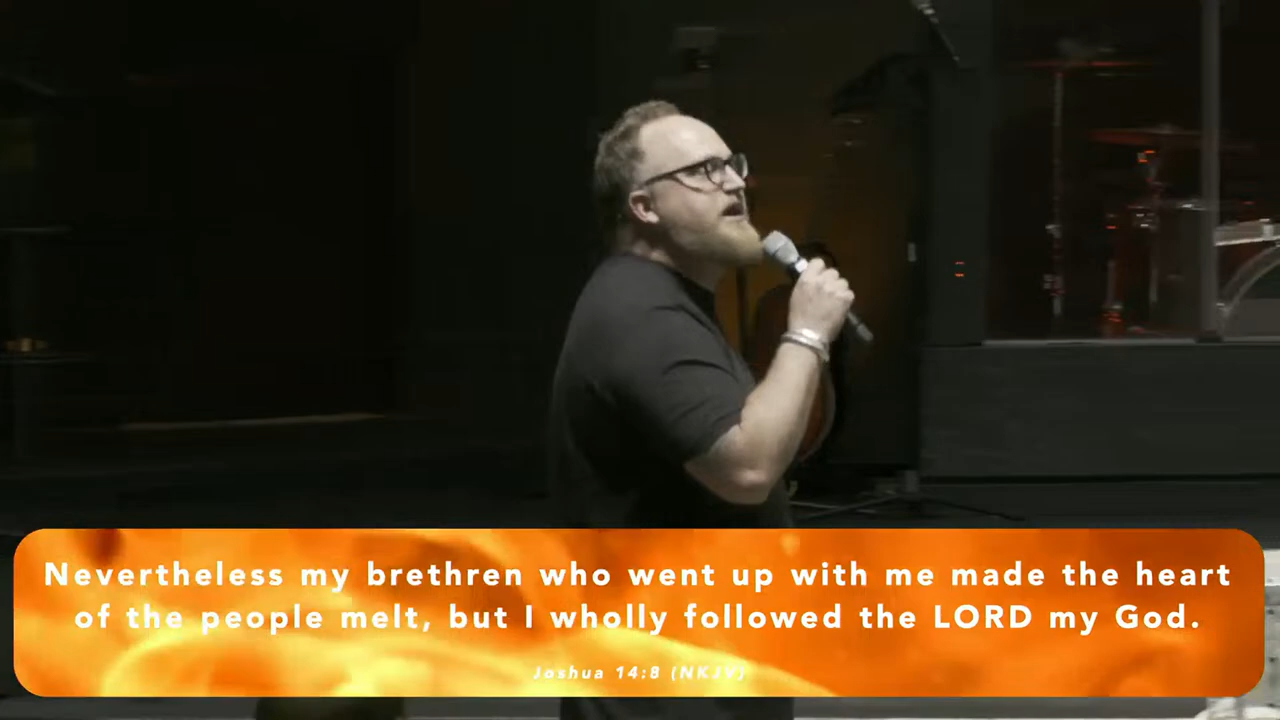 Nevertheless my brethren who went up with me made the heart
of the people melt, but I wholly followed the LORD my God.
Joshua 14:8 (NKJV)